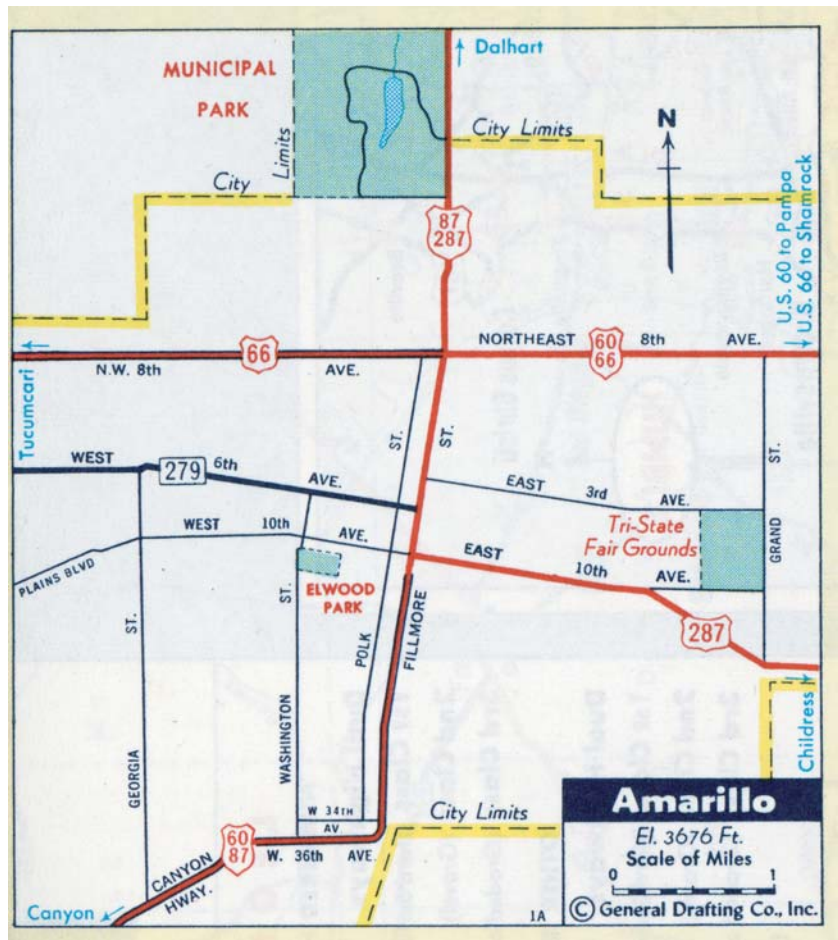 Dalhart
MUNICIPAL
PARK
City Limits
N
Limits
City
87
287
U.S. 60 to Pampa
U.S. 66 to Shamrock
66
NORTHEAST
60
66
8th
AVE.
N.W. 8th
AVE.
Tucumcari
WEST
279
6th
AVE.
ST.
ST.
ST.
EAST
3rd
AVE.
WEST
10th
AVE.
Tri-State
Fair Grounds
GRAND
PLAINS BLVD
EAST
10th
AVE.
ELWOOD
PARK
ST.
ST.
POLK
FILLMORE
287
GEORGIA
WASHINGTON
Childress
W 34TH
AV
City Limits
60
87
W. 36th
AVE.
CANYON
HWAY.
Canyon
Amarillo
El. 3676 Ft.
Scale of Miles
0 1
1A
© General Drafting Co., Inc.